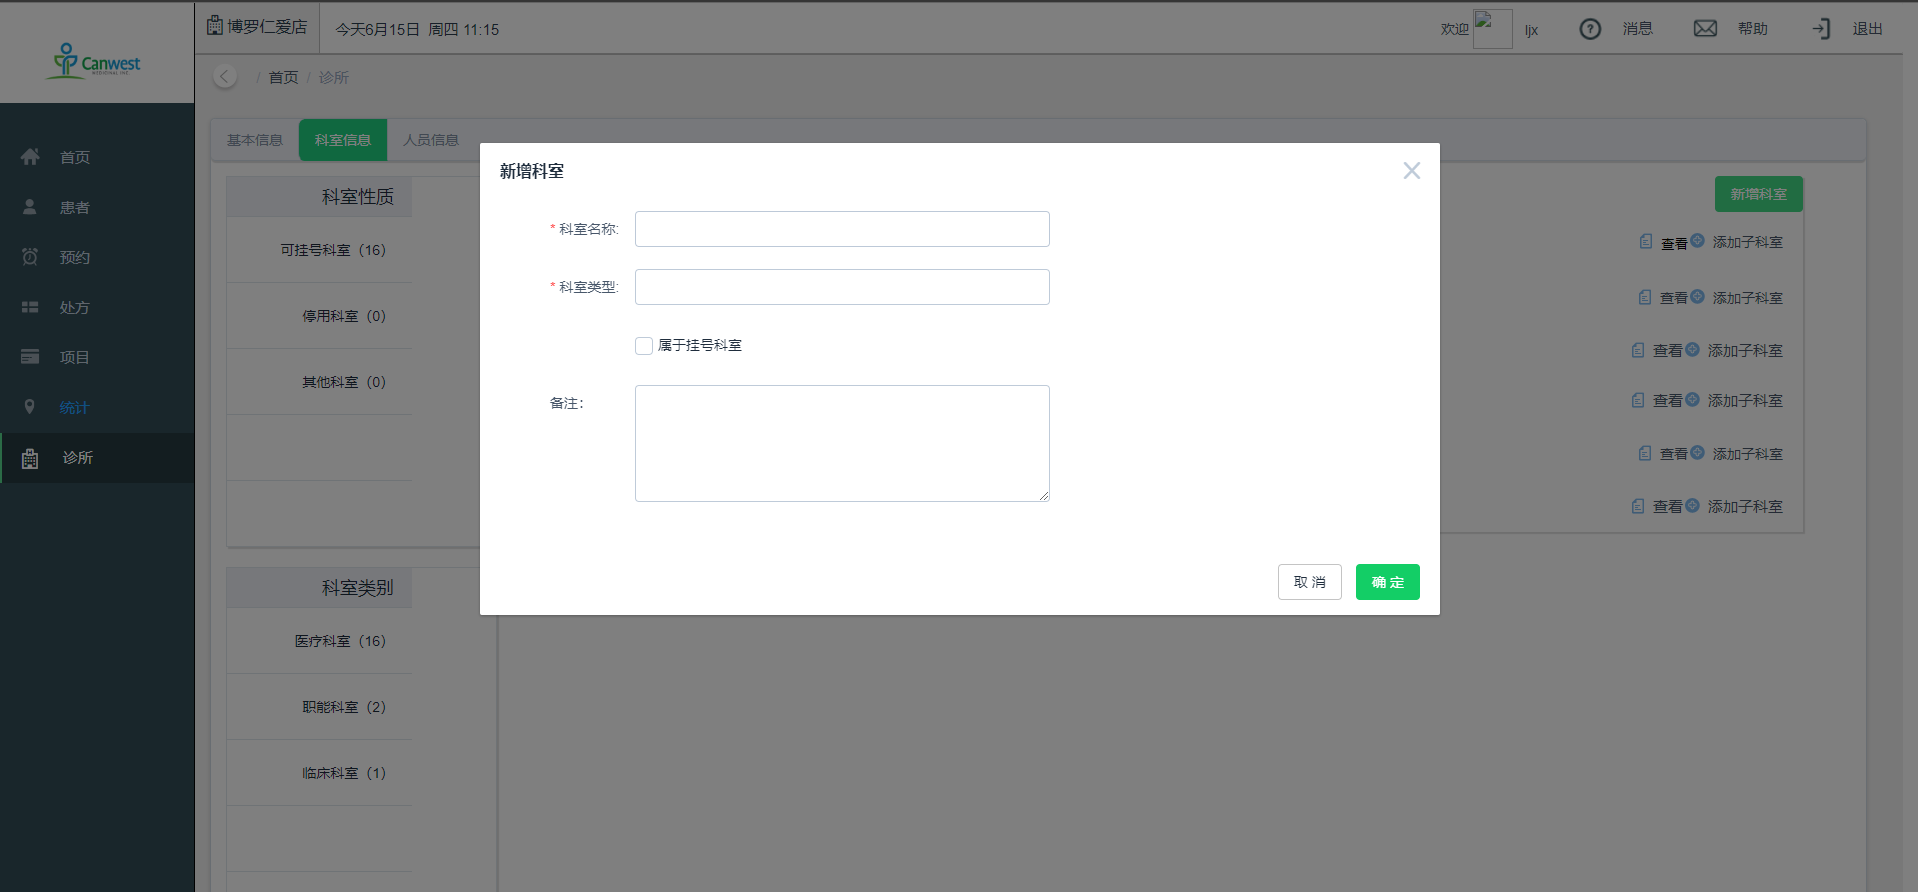 Canwest
博罗仁爱店
今天6月15日 周四 11:15
欢迎
ljx
消息
帮助
退出
/ 首页 / 诊所
首页
患者
预约
处方
项目
统计
诊所
基本信息
科室信息
人员信息
科室性质
可挂号科室（16）
停用科室（0）
其他科室（0）
科室类别
医疗科室（16）
职能科室（2）
临床科室（1）
新增科室
查看 添加子科室
查看 添加子科室
查看 添加子科室
查看 添加子科室
查看 添加子科室
查看 添加子科室
新增科室
* 科室名称:
* 科室类型:
属于挂号科室
备注：
取 消
确 定